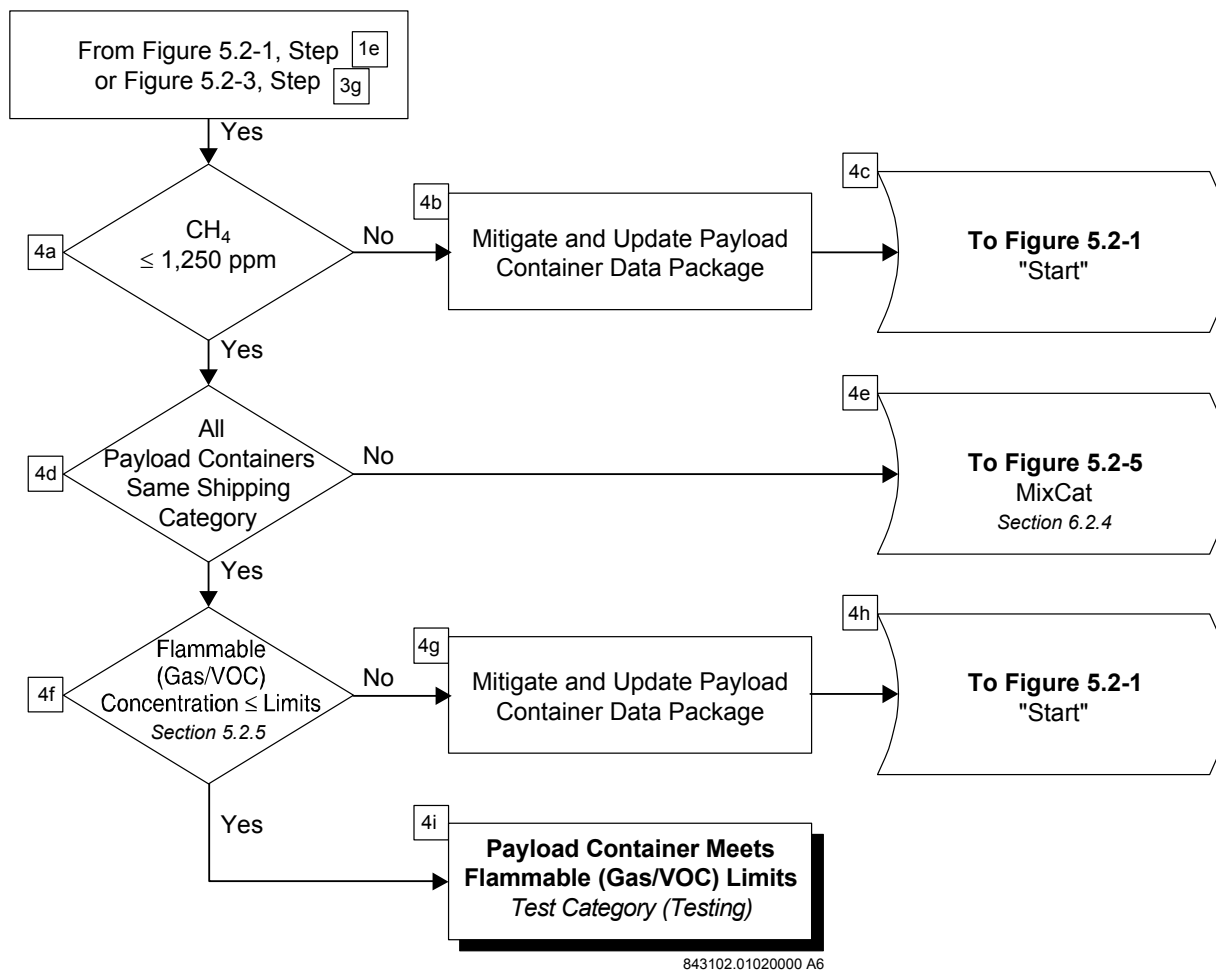 From Figure 5.2-1, Step 1e
or Figure 5.2-3, Step 3g
Yes
4a
CH4
≤ 1,250 ppm
No
4b
Mitigate and Update Payload
Container Data Package
4c
To Figure 5.2-1
"Start"
Yes
4d
All
Payload Containers
Same Shipping
Category
No
4e
To Figure 5.2-5
MixCat
Section 6.2.4
Yes
4f
Flammable
(Gas/VOC)
Concentration ≤ Limits
Section 5.2.5
No
4g
Mitigate and Update Payload
Container Data Package
4h
To Figure 5.2-1
"Start"
Yes
4i
Payload Container Meets
Flammable (Gas/VOC) Limits
Test Category (Testing)
843102.01020000 A6